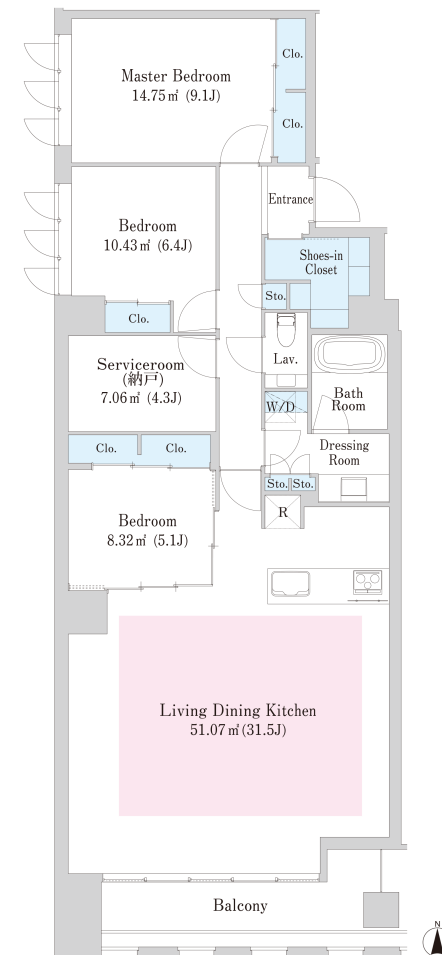 Master Bedroom
14.75㎡ (9.1J)
Clo.
Clo.
Entrance
Bedroom
10.43㎡ (6.4J)
Shoes-in
Closet
Sto.
Clo.
Lav.
Serviceroom
(納戸)
7.06㎡ (4.3J)
Bath
Room
W/D
Clo.
Clo.
Dressing
Room
Sto.
Sto.
R
Bedroom
8.32㎡ (5.1J)
Living Dining Kitchen
51.07㎡(31.5J)
Balcony
N